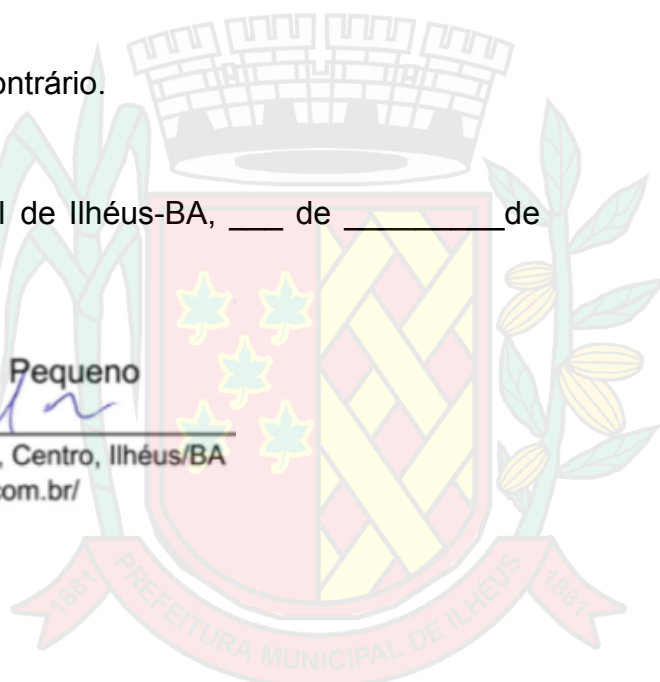 ontrário.
l de Ilhéus-BA, ___ de _________de
Pequeno
, Centro, Ilhéus/BA
com.br/
1881 PREFEITURA MUNICIPAL DE ILHÉUS 1881